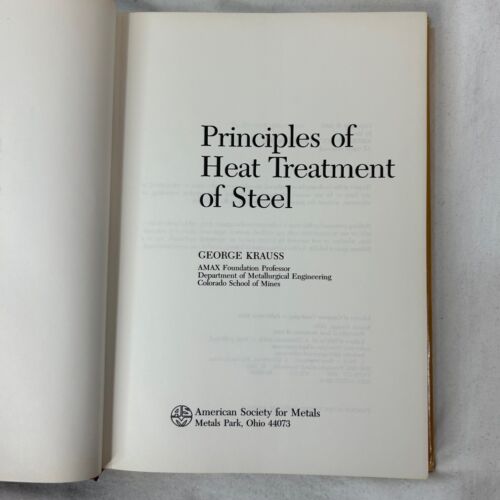 Principles of
Heat Treatment
of Steel
GEORGE KRAUSS
AMAX Foundation Professor
Department of Metallurgical Engineering
Colorado School of Mines
American Society for Metals
Metals Park, Ohio 44073